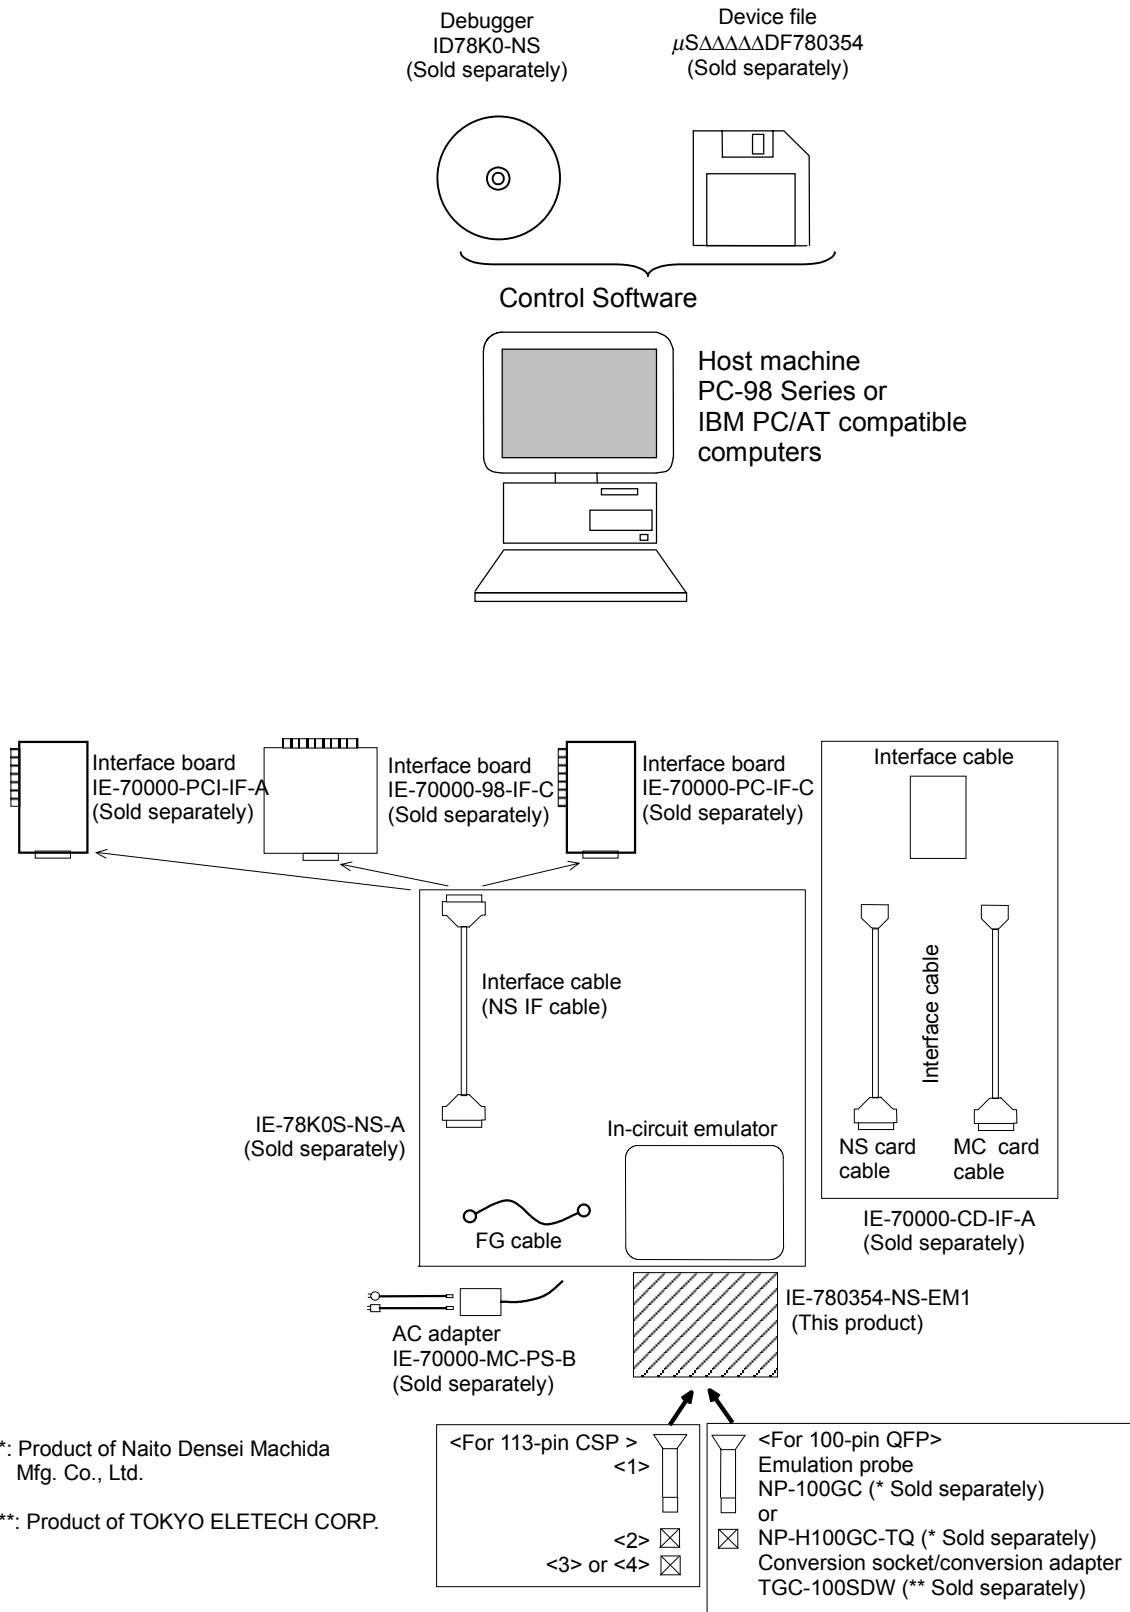 Debugger
ID78K0-NS
(Sold separately)
Device file
μSΔΔΔΔΔDF780354
(Sold separately)
Control Software
Host machine
PC-98 Series or
IBM PC/AT compatible
computers
Interface board
IE-70000-PCI-IF-A
(Sold separately)
Interface board
IE-70000-98-IF-C
(Sold separately)
Interface board
IE-70000-PC-IF-C
(Sold separately)
Interface cable
Interface cable
(NS IF cable)
Interface cable
IE-78K0S-NS-A
(Sold separately)
In-circuit emulator
NS card
cable
MC card
cable
FG cable
IE-70000-CD-IF-A
(Sold separately)
IE-780354-NS-EM1
(This product)
AC adapter
IE-70000-MC-PS-B
(Sold separately)
*: Product of Naito Densei Machida
Mfg. Co., Ltd.
**: Product of TOKYO ELETECH CORP.
<For 113-pin CSP >
<1>
<2>
<3> or <4>
<For 100-pin QFP>
Emulation probe
NP-100GC (* Sold separately)
or
NP-H100GC-TQ (* Sold separately)
Conversion socket/conversion adapter
TGC-100SDW (** Sold separately)